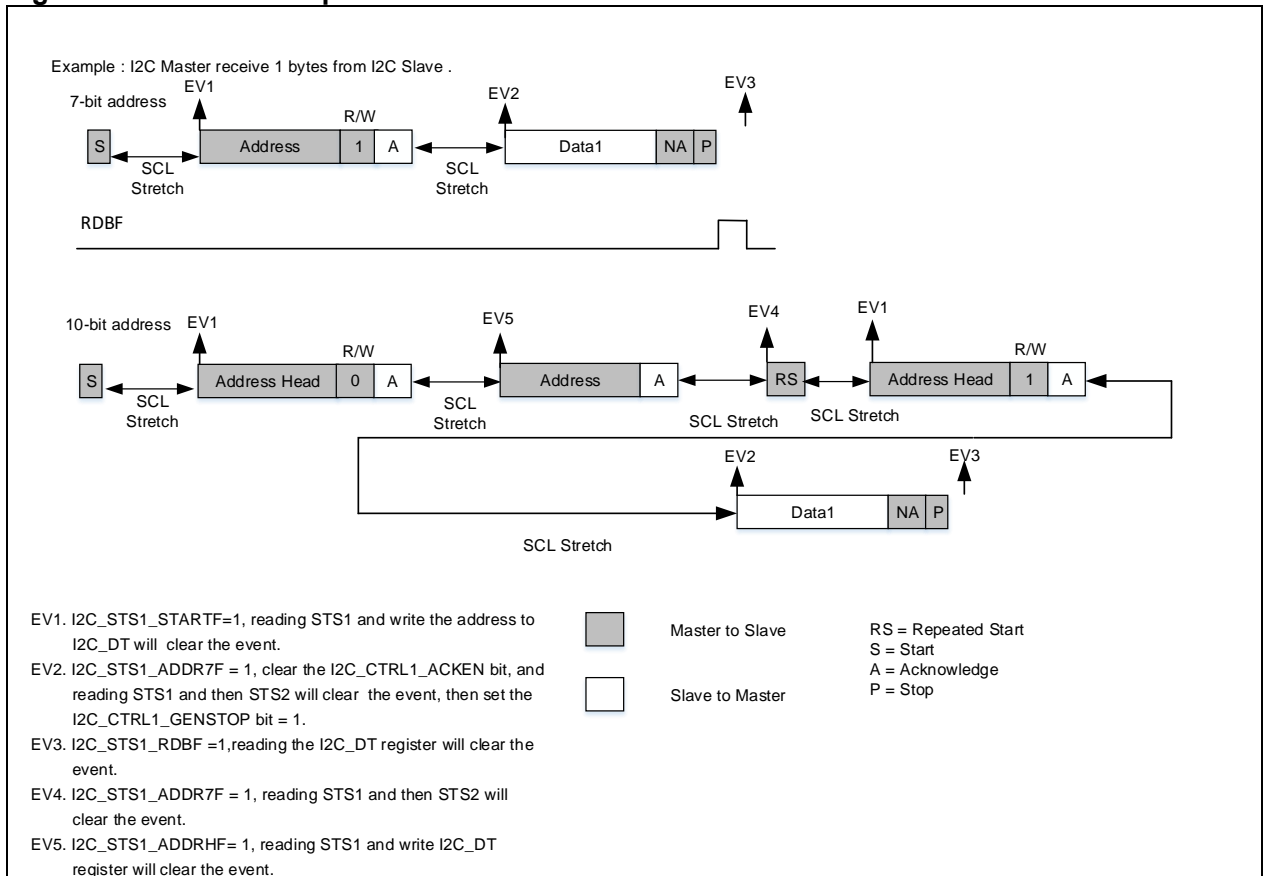 Example : I2C Master receive 1 bytes from I2C Slave .
7-bit address
EV1
EV2
EV3
R/W
S
Address
1
A
Data1
NA
P
SCL
Stretch
SCL
Stretch
RDBF
10-bit address
EV1
EV5
EV4
EV1
R/W
R/W
S
Address Head
0
A
Address
A
RS
Address Head
1
A
SCL
Stretch
SCL
Stretch
SCL Stretch
SCL Stretch
EV2
EV3
Data1
NA
P
SCL Stretch
EV1. I2C_STS1_STARTF=1, reading STS1 and write the address to
I2C_DT will clear the event.
EV2. I2C_STS1_ADDR7F = 1, clear the I2C_CTRL1_ACKEN bit, and
reading STS1 and then STS2 will clear the event, then set the
I2C_CTRL1_GENSTOP bit = 1.
EV3. I2C_STS1_RDBF =1,reading the I2C_DT register will clear the
event.
EV4. I2C_STS1_ADDR7F = 1, reading STS1 and then STS2 will
clear the event.
EV5. I2C_STS1_ADDRHF= 1, reading STS1 and write I2C_DT
register will clear the event.
Master to Slave
Slave to Master
RS = Repeated Start
S = Start
A = Acknowledge
P = Stop